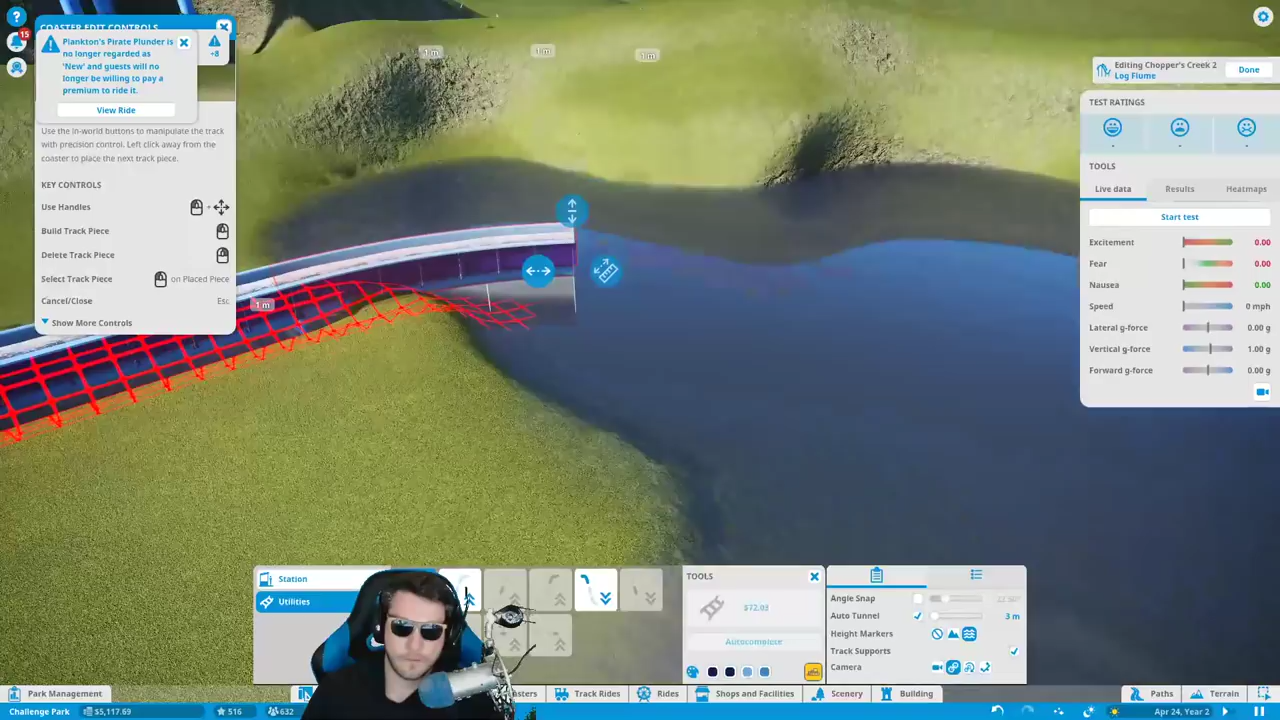 COASTER EDIT CONTROLS
15
Plankton's Pirate Plunder is
no longer regarded as
'New' and guests will no
longer be willing to pay a
premium to ride it.
+8
View Ride
Use the in-world buttons to manipulate the track
with precision control. Left click away from the
coaster to place the next track piece.
KEY CONTROLS
Use Handles
Build Track Piece
Delete Track Piece
Select Track Piece
on Placed Piece
Cancel/Close
Esc
Show More Controls
1 m
1 m
1 m
1 m
Editing Chopper's Creek 2
Log Flume
Done
TEST RATINGS
- - -
TOOLS
Live data
Results
Heatmaps
Start test
Excitement 0.00
Fear 0.00
Nausea 0.00
Speed 0 mph
Lateral g-force 0.00 g
Vertical g-force 1.00 g
Forward g-force 0.00 g
Station
Utilities
TOOLS
$72.03
Autocomplete
Angle Snap
Auto Tunnel 3 m
Height Markers
Track Supports
Camera
Park Management
Track Rides
Rides
Shops and Facilities
Scenery
Building
Paths
Terrain
Challenge Park
$5,117.69
516
632
Apr 24, Year 2